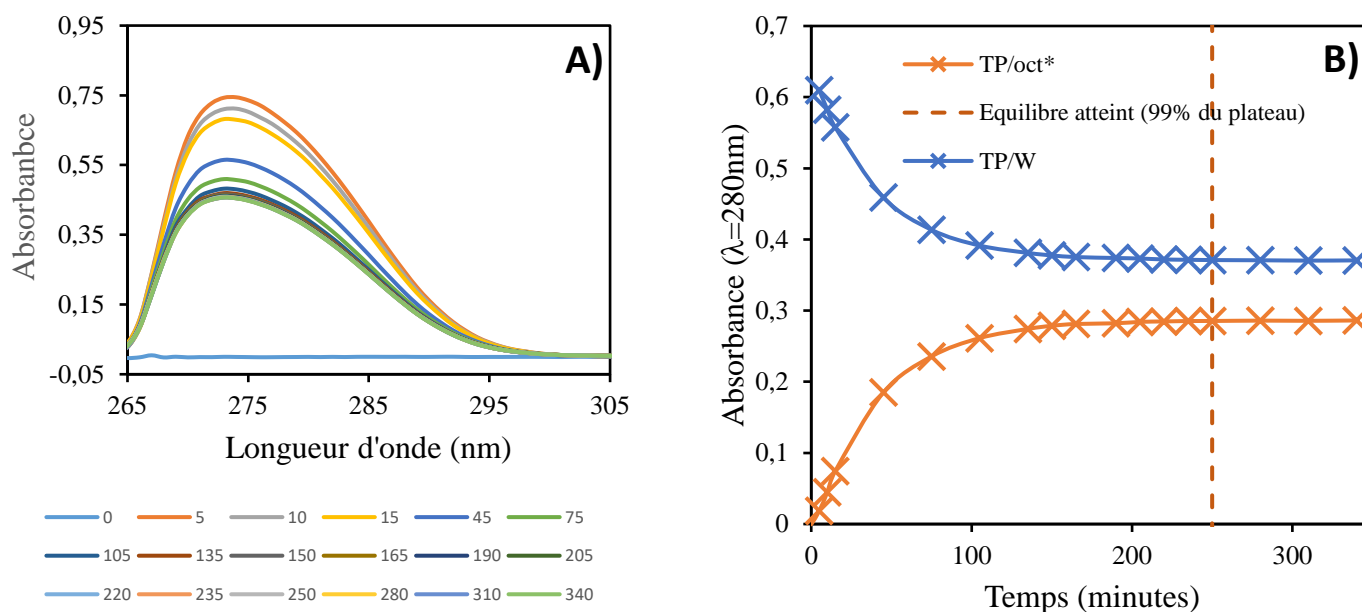 A)
Absorbanbce
0,95
0,75
0,55
0,35
0,15
-0,05
265 275 285 295 305
Longueur d'onde (nm)
0 5 10 15 45 75
105 135 150 165 190 205
220 235 250 280 310 340
B)
Absorbance (λ=280nm)
0,7
0,6
0,5
0,4
0,3
0,2
0,1
0
TP/oct*
Equilibre atteint (99% du plateau)
TP/W
0 100 200 300
Temps (minutes)